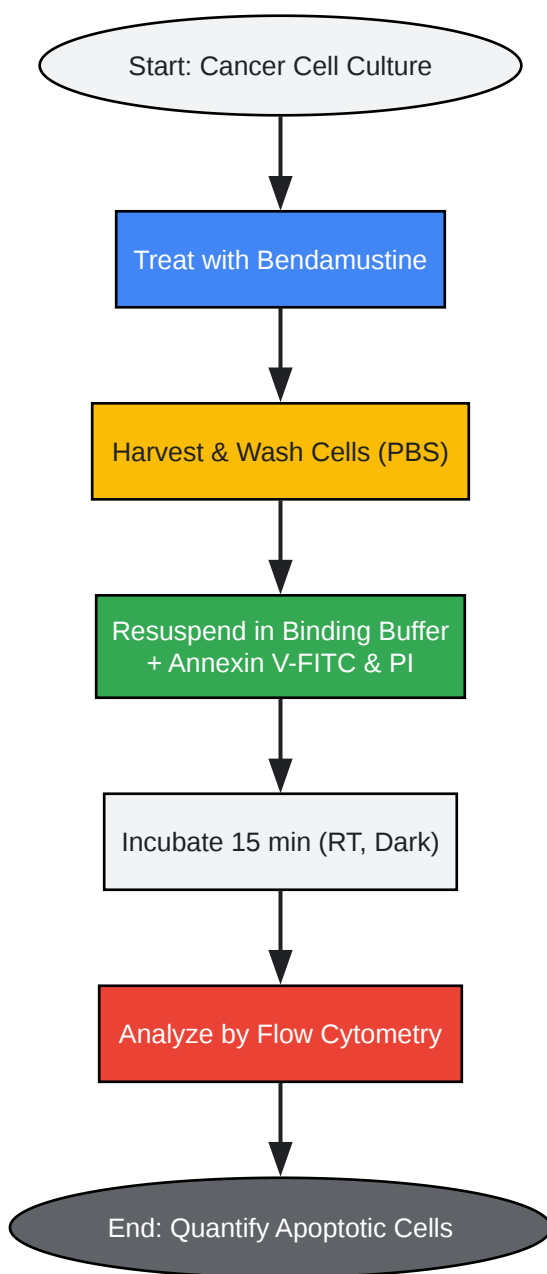 Start: Cancer Cell Culture
Treat with Bendamustine
Harvest & Wash Cells (PBS)
Resuspend in Binding Buffer
+ Annexin V-FITC & PI
Incubate 15 min (RT, Dark)
Analyze by Flow Cytometry
End: Quantify Apoptotic Cells